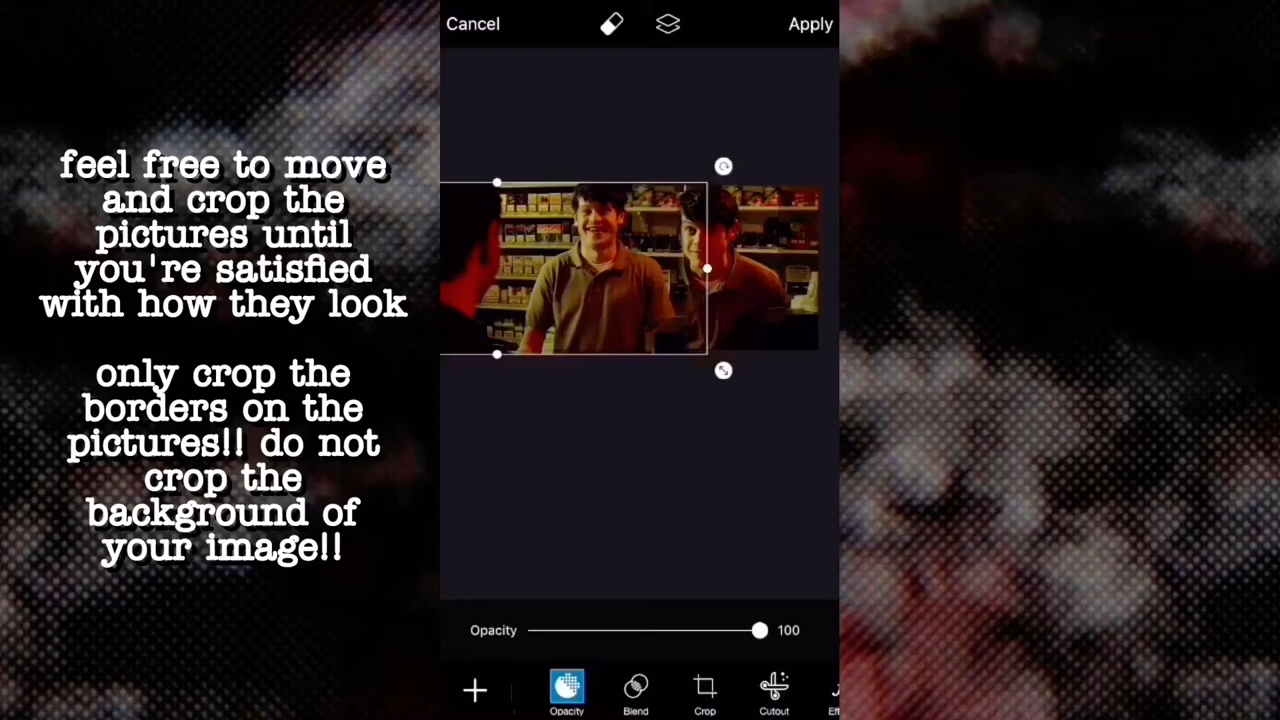 Cancel
Apply
feel free to move
and crop the
pictures until
you're satisfied
with how they look
only crop the
borders on the
pictures!! do not
crop the
background of
your image!!
Opacity
100
Opacity
Blend
Crop
Cutout
Eff